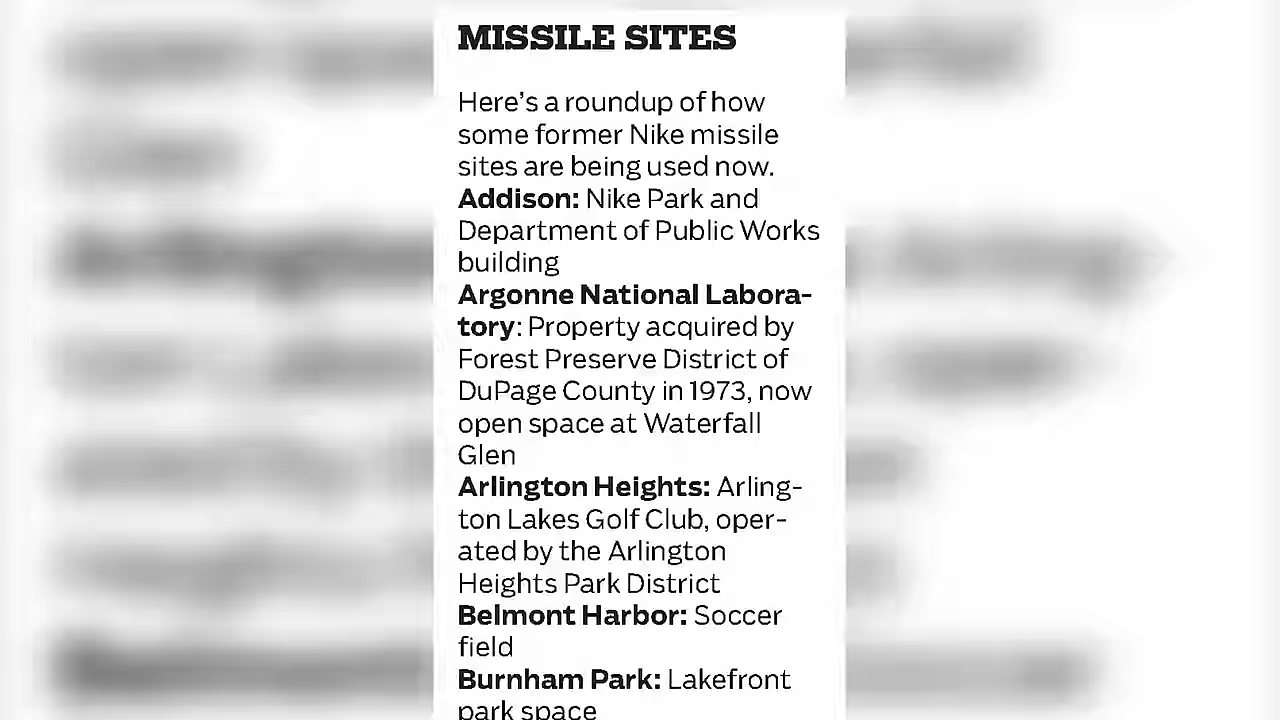 MISSILE SITES
Here's a roundup of how
some former Nike missile
sites are being used now.
Addison: Nike Park and
Department of Public Works
building
Argonne National Labora-
tory: Property acquired by
Forest Preserve District of
DuPage County in 1973, now
open space at Waterfall
Glen
Arlington Heights: Arling-
ton Lakes Golf Club, oper-
ated by the Arlington
Heights Park District
Belmont Harbor: Soccer
field
Burnham Park: Lakefront
park space